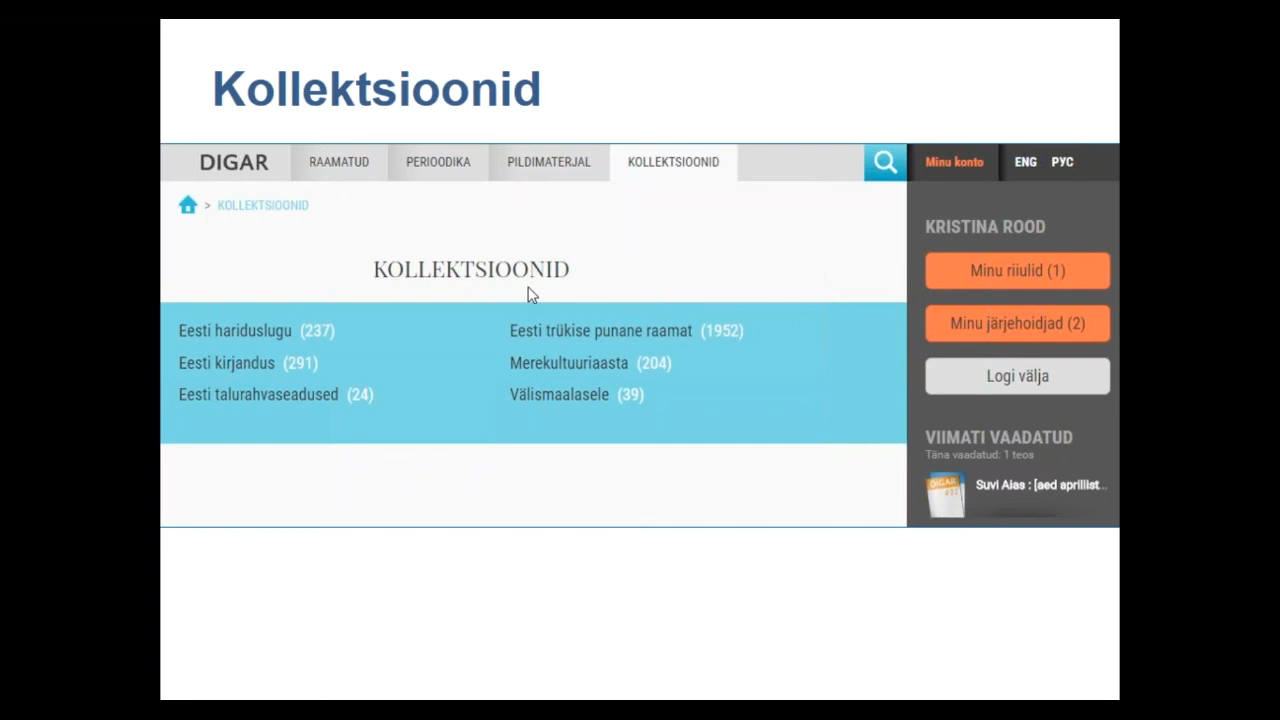 Kollektsioonid
DIGAR RAAMATUD PERIOODIKA PILDIMATERJAL KOLLEKTSIOONID Minu konto ENG РУС
> KOLLEKTSIOONID
KOLLEKTSIOONID
Eesti hariduslugu (237) Eesti trükise punane raamat (1952)
Eesti kirjandus (291) Merekultuuriaasta (204)
Eesti talurahvaseadused (24) Välismaalasele (39)
KRISTINA ROOD
Minu riiulid (1)
Minu järjehoidjad (2)
Logi välja
VIIMATI VAADATUD
Täna vaadatud: 1 teos
DIGAR
Suvi Aias : [aed aprillist...